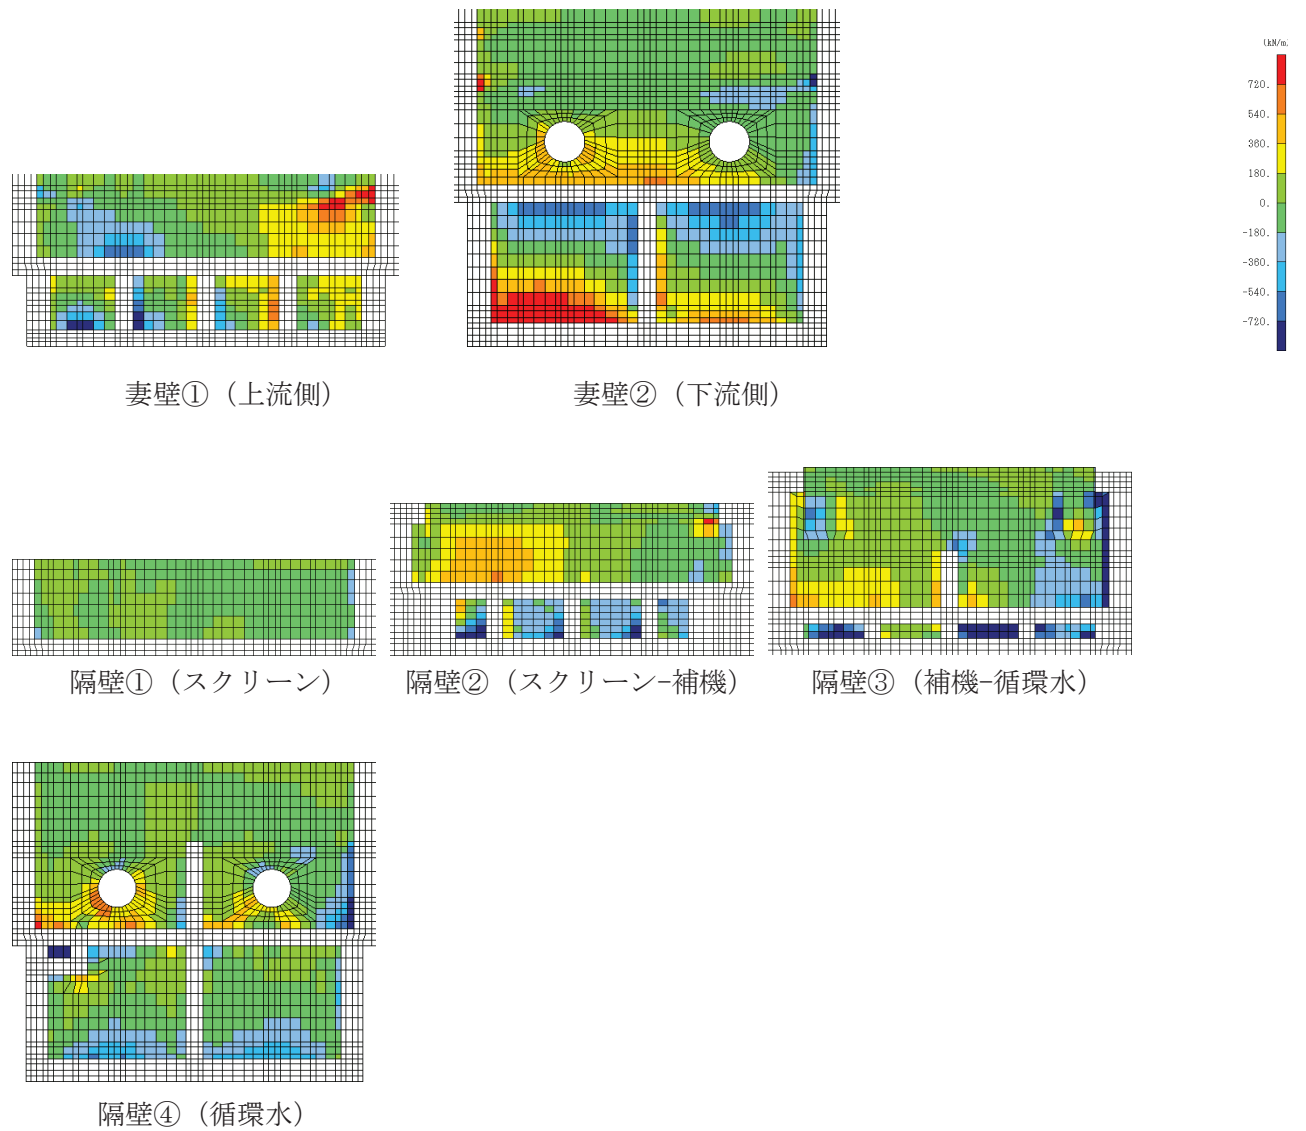 (kN/m)
720.
540.
360.
180.
0.
-180.
-360.
-540.
-720.
妻壁①（上流側）
妻壁②（下流側）
隔壁①（スクリーン）
隔壁②（スクリーン-補機）
隔壁③（補機-循環水）
隔壁④（循環水）